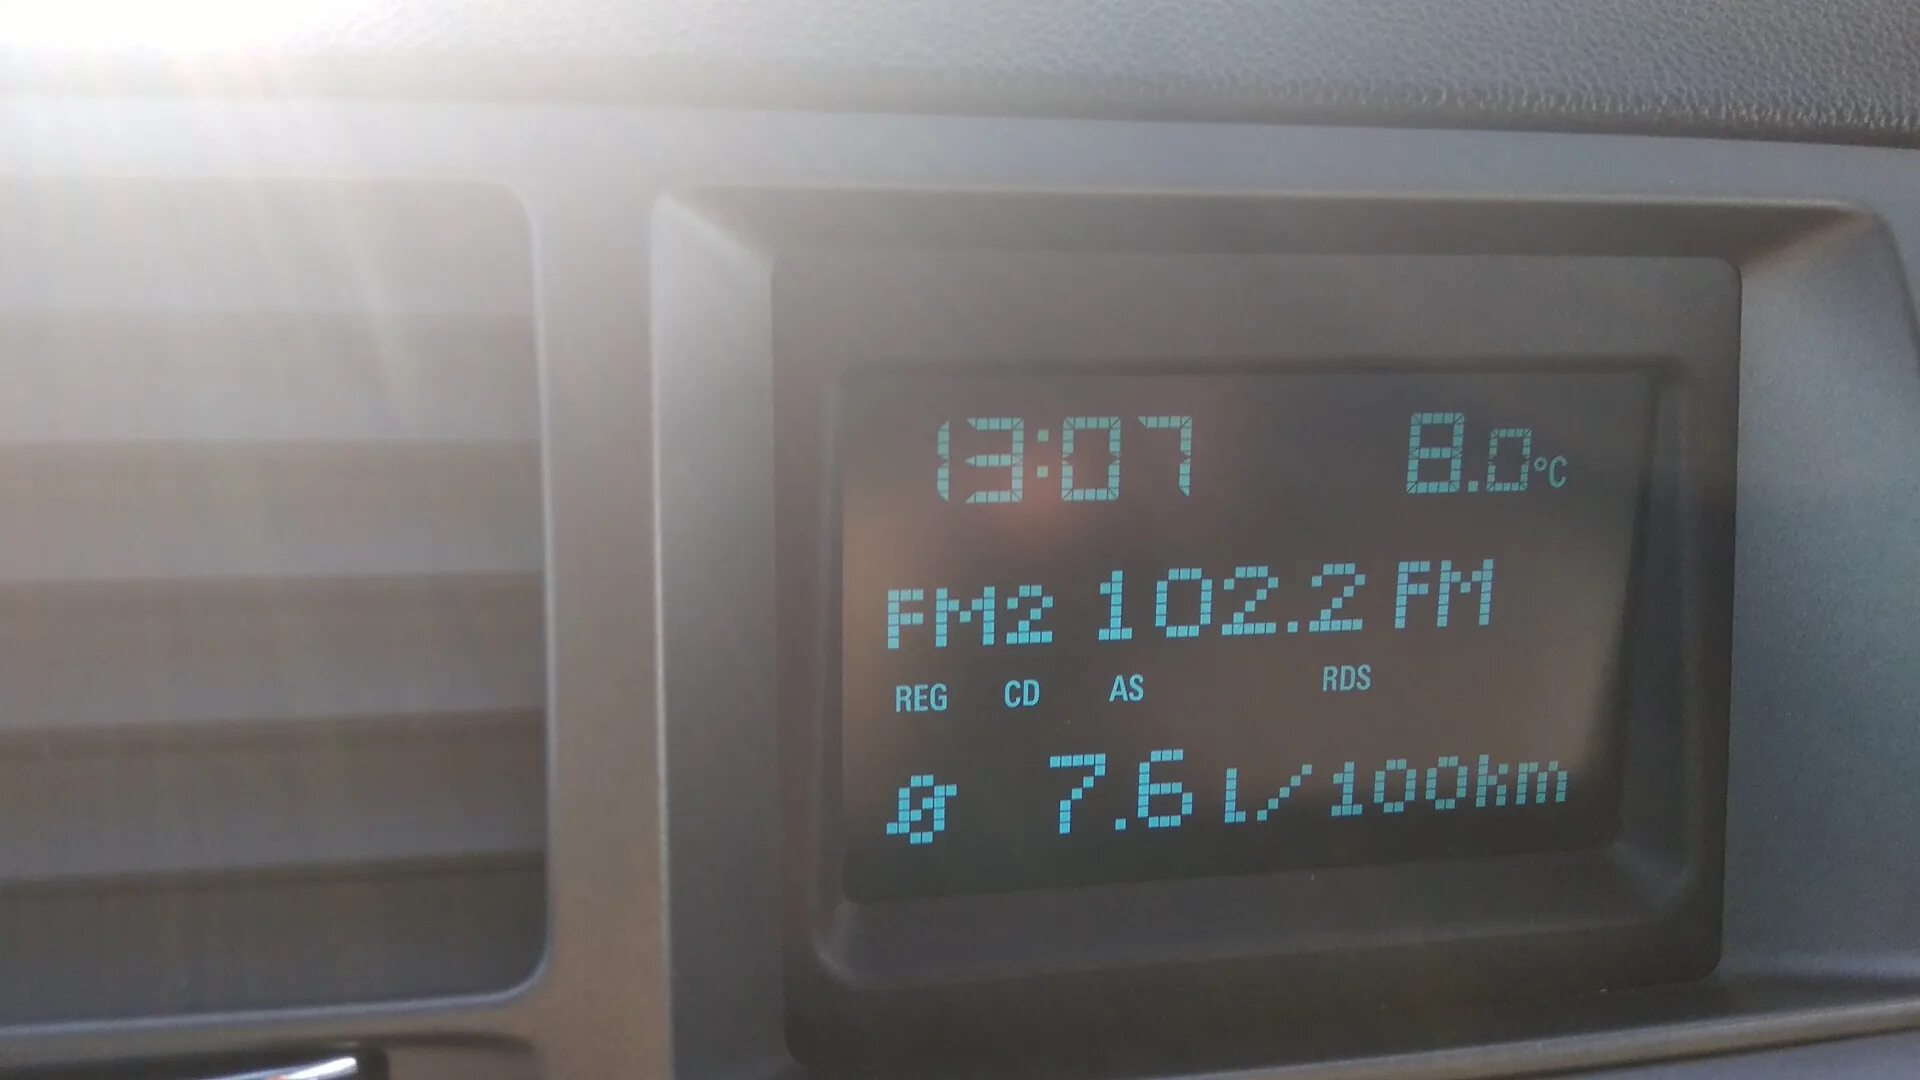 13:07 8.0°C
FM2 102.2 FM
REG CD AS RDS
Ø 7.6 l/100km